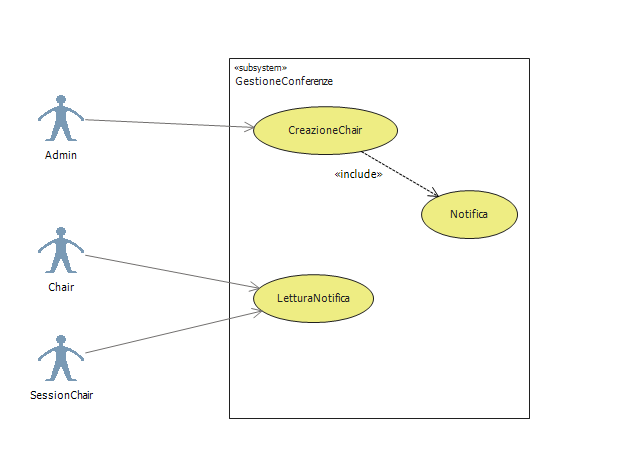 «subsystem»
GestioneConferenze
CreazioneChair
Admin
«include»
Notifica
Chair
LetturaNotifica
SessionChair